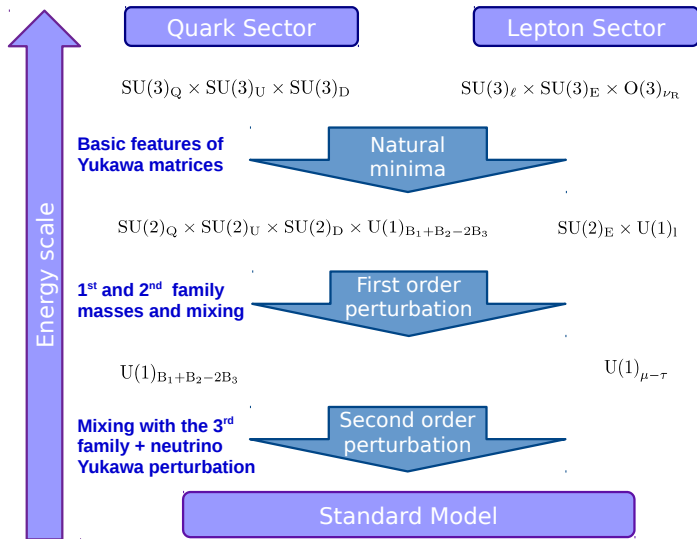 Quark Sector
Lepton Sector
SU(3)_Q × SU(3)_U × SU(3)_D
SU(3)_ℓ × SU(3)_E × O(3)_{ν_R}
Basic features of
Yukawa matrices
Natural
minima
SU(2)_Q × SU(2)_U × SU(2)_D × U(1)_{B_1+B_2−2B_3}
SU(2)_E × U(1)_l
1st and 2nd family
masses and mixing
First order
perturbation
U(1)_{B_1+B_2−2B_3}
U(1)_{μ−τ}
Mixing with the 3rd
family + neutrino
Yukawa perturbation
Second order
perturbation
Standard Model
Energy scale